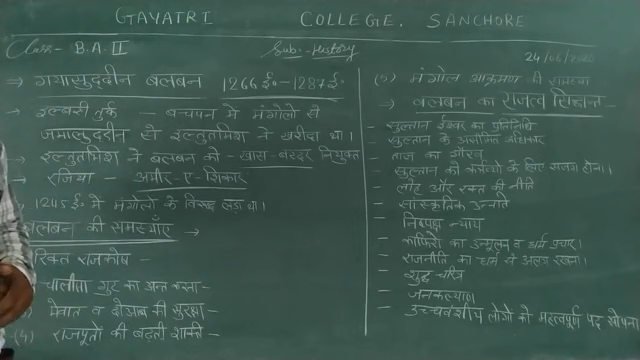 GAYATRI COLLEGE. SANCHORE
Class- B.A II Sub:- History
24/06/2020
→ गयासुद्दीन बलबन 1266 ई०-1287 ई०
→ इल्बरी तुर्क - बचपन में मंगोलो से
जमालुद्दीन से इल्तुतमिश ने खरीदा था।
→ इल्तुतमिश ने बलबन को - खास-बरदार नियुक्त
→ रजिया - अमीर-ए-शिकार
→ 1245 ई० में मंगोलो के विरुद्ध लड़ा था।
बलबन की समस्याएँ →
रिक्त राजकोष -
चालीसा गुट का अन्त करना -
मेवात व दोआब की सुरक्षा -
(4) राजपूतों की बढ़ती शक्ति -
(5) मंगोल आक्रमण की समस्या
→ बलबन का राजत्व सिद्धान्त -
- सुल्तान ईश्वर का प्रतिनिधि
- सुल्तान के असीमित अधिकार
- ताज का गौरव
- सुल्तान को कर्तव्यो के लिए सजग होना।
- लौह और रक्त की नीति
- सांस्कृतिक उन्नति
- निष्पक्ष न्याय
- काफिरो का उन्मूलन व धर्म प्रचार।
- राजनीति का धर्म से अलग रखना।
- शुद्ध चरित्र
- जनकल्याण
- उच्चवंशीय लोगो को महत्वपूर्ण पद सौंपना